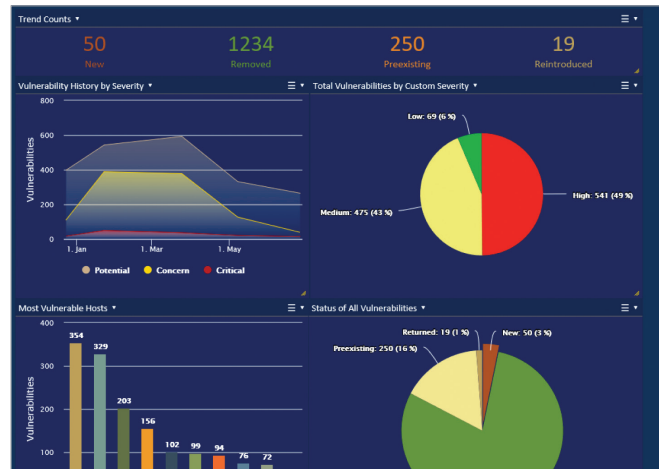 Trend Counts
50
New
1234
Removed
250
Preexisting
19
Reintroduced
Vulnerability History by Severity
800
600
400
200
0
Vulnerabilities
1. Jan
1. Mar
1. May
Potential
Concern
Critical
Total Vulnerabilities by Custom Severity
Low: 69 (6 %)
High: 541 (49 %)
Medium: 475 (43 %)
Most Vulnerable Hosts
400
300
200
100
Vulnerabilities
354
329
203
156
102
99
94
76
72
Status of All Vulnerabilities
Returned: 19 (1 %)
New: 50 (3 %)
Preexisting: 250 (16 %)